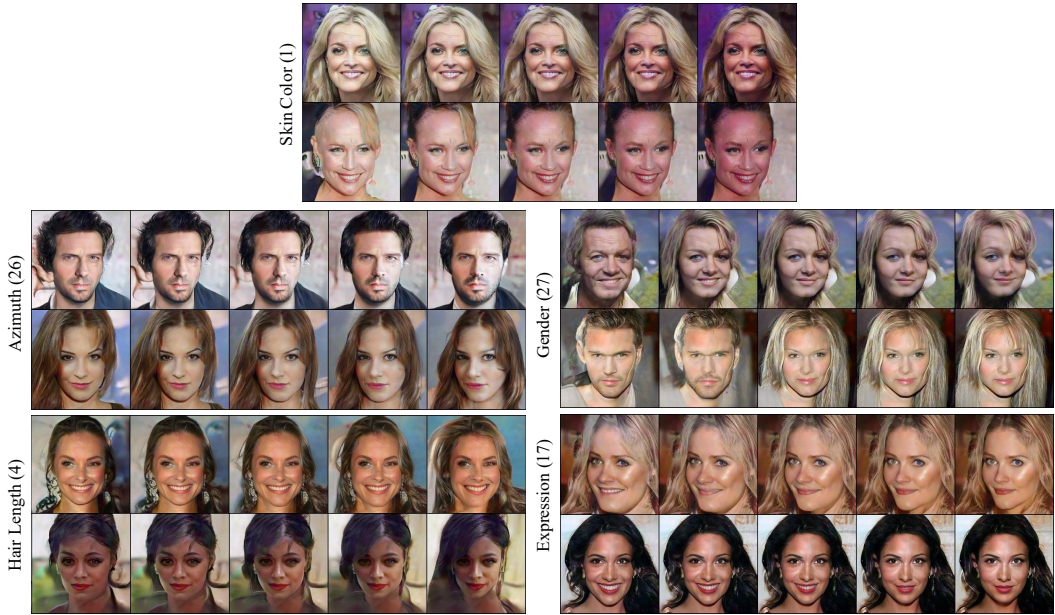 Skin Color (1)
Azimuth (26)
Gender (27)
Hair Length (4)
Expression (17)